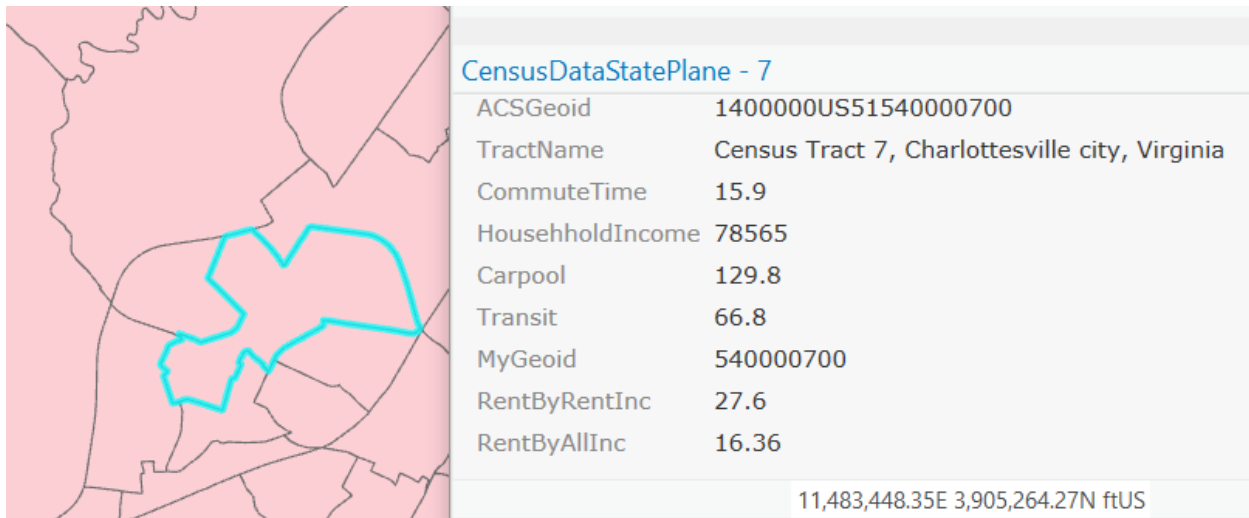 CensusDataStatePlane - 7
ACSGeoid 1400000US51540000700
TractName Census Tract 7, Charlottesville city, Virginia
CommuteTime 15.9
HousehholdIncome 78565
Carpool 129.8
Transit 66.8
MyGeoid 540000700
RentByRentInc 27.6
RentByAllInc 16.36
11,483,448.35E 3,905,264.27N ftUS